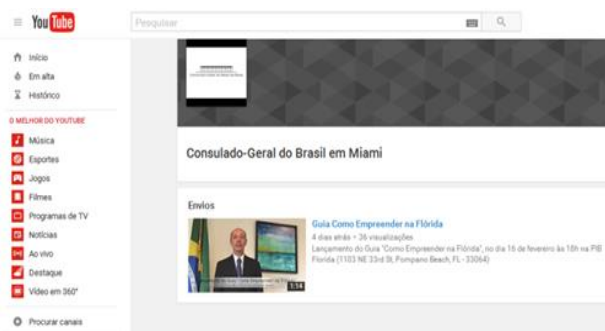 YouTube
Pesquisar
Início
Em alta
Histórico
O MELHOR DO YOUTUBE
Música
Esportes
Jogos
Filmes
Programas de TV
Notícias
Ao vivo
Destaque
Vídeo em 360°
Procurar canais
Consulado-Geral do Brasil em Miami
Envios
Guia Como Empreender na Flórida
4 dias atrás • 36 visualizações
Lançamento do Guia "Como Empreender na Flórida", no dia 16 de fevereiro às 18h na PIB
Florida (1103 NE 33rd St, Pompano Beach, FL - 33064)
1:14